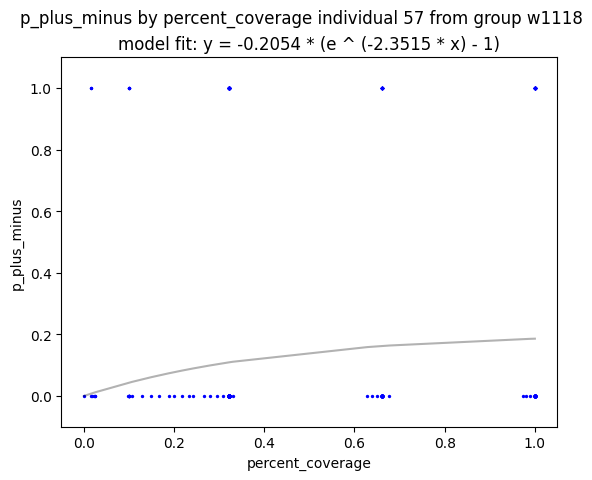 p_plus_minus by percent_coverage individual 57 from group w1118
model fit: y = -0.2054 * (e ^ (-2.3515 * x) - 1)
1.0
0.8
0.6
0.4
0.2
0.0
p_plus_minus
0.0 0.2 0.4 0.6 0.8 1.0
percent_coverage